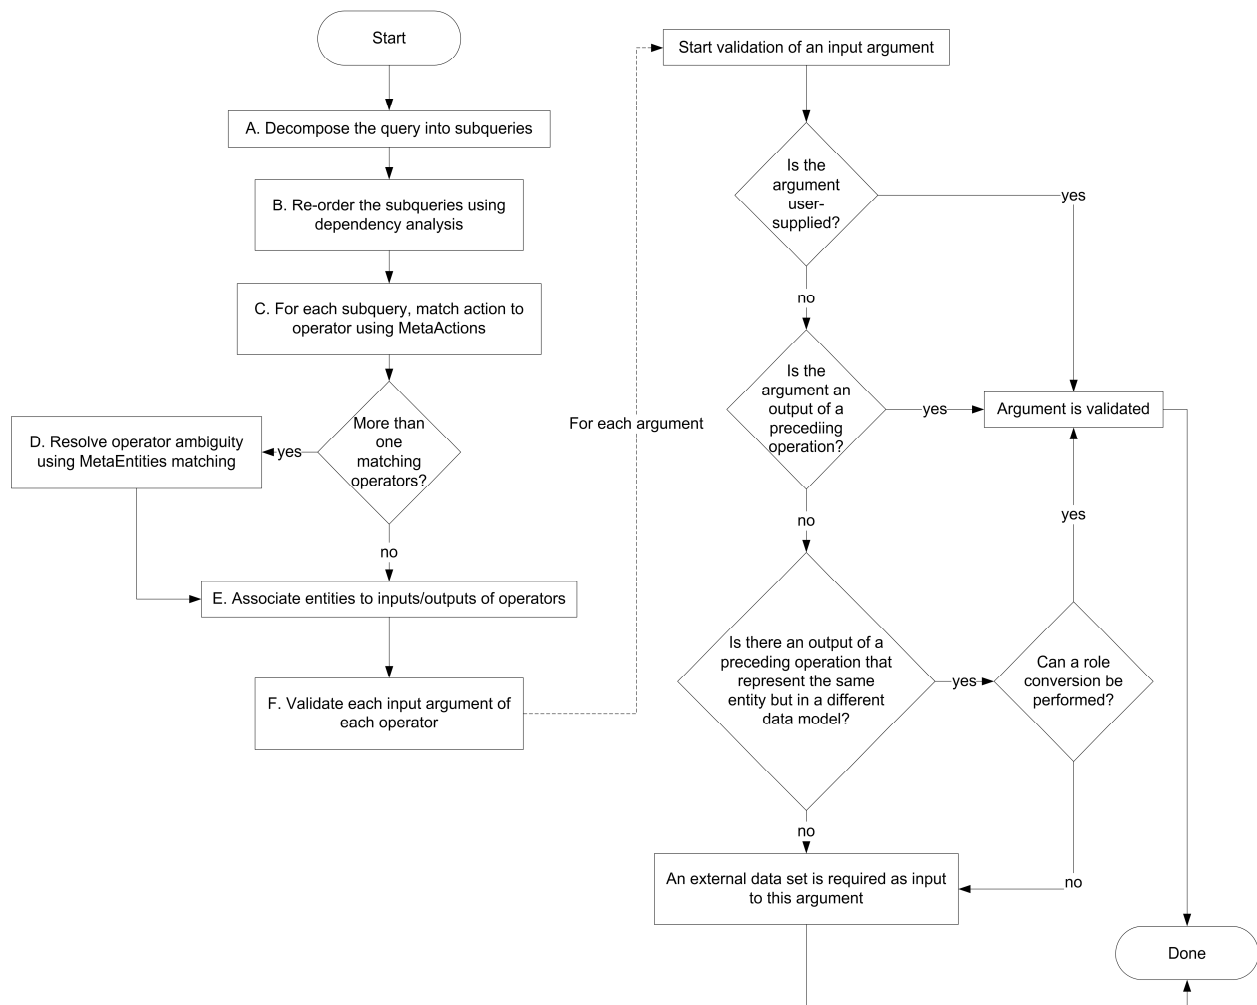 Start
A. Decompose the query into subqueries
B. Re-order the subqueries using
dependency analysis
C. For each subquery, match action to
operator using MetaActions
More than
one
matching
operators?
yes
D. Resolve operator ambiguity
using MetaEntities matching
no
E. Associate entities to inputs/outputs of operators
F. Validate each input argument of
each operator
For each argument
Start validation of an input argument
Is the
argument
user-
supplied?
yes
no
Is the
argument an
output of a
precediing
operation?
yes
Argument is validated
no
Is there an output of a
preceding operation that
represent the same
entity but in a different
data model?
yes
Can a role
conversion be
performed?
yes
no
no
An external data set is required as input
to this argument
Done